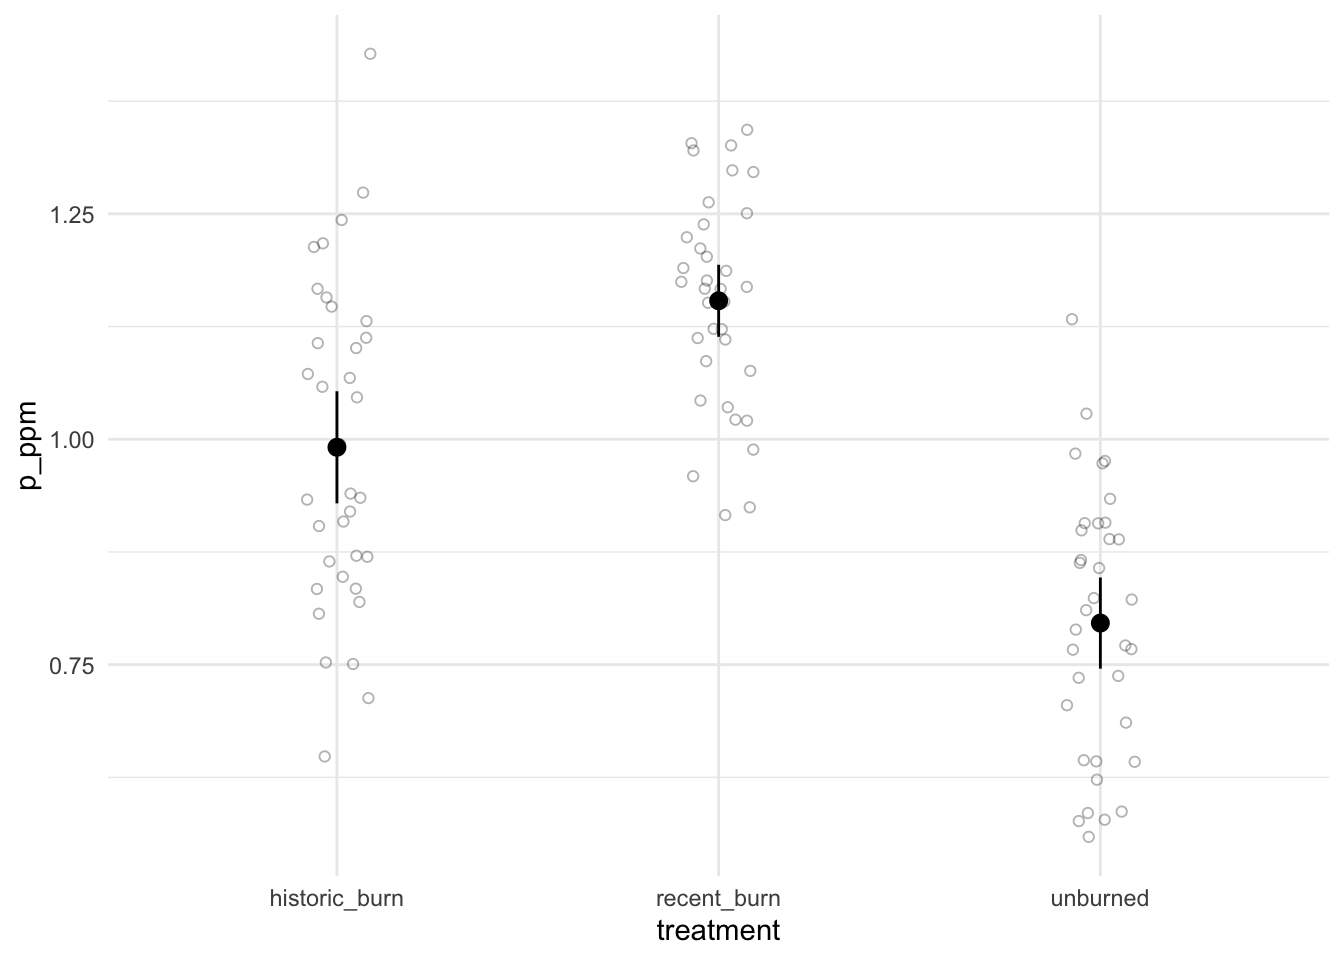 p_ppm
1.25
1.00
0.75
historic_burn
recent_burn
unburned
treatment